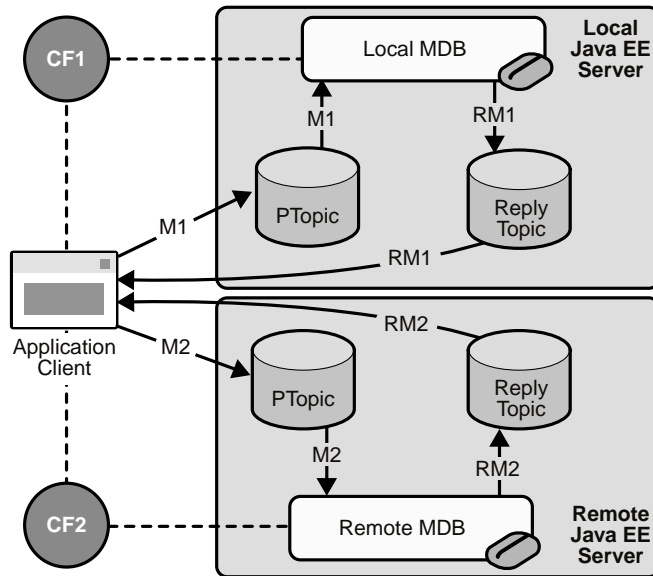 CF1
Local MDB
Local
Java EE
Server
M1
RM1
PTopic
Reply
Topic
M1
RM1
Application
Client
M2
RM2
PTopic
Reply
Topic
M2
RM2
CF2
Remote MDB
Remote
Java EE
Server